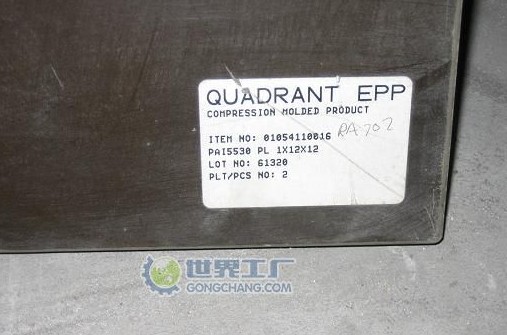 QUADRANT EPP
COMPRESSION MOLDED PRODUCT
ITEM NO: 01054110016 RA 702
PAI5530 PL 1X12X12
LOT NO: 61320
PLT/PCS NO: 2
世界工厂
GONGCHANG.COM